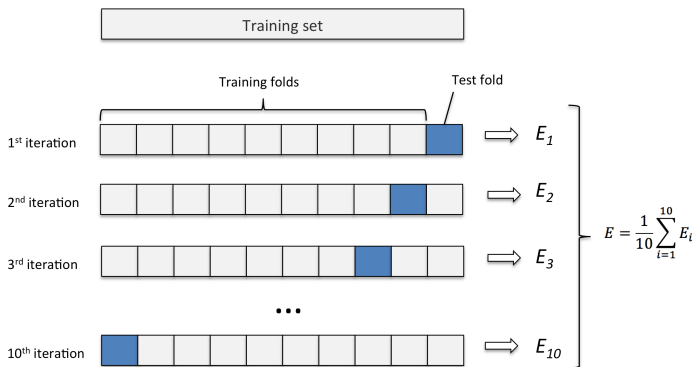 Training set
Training folds
Test fold
1st iteration
E1
2nd iteration
E2
3rd iteration
E3
E = 1/10 ∑_{i=1}^{10} E_i
...
10th iteration
E10